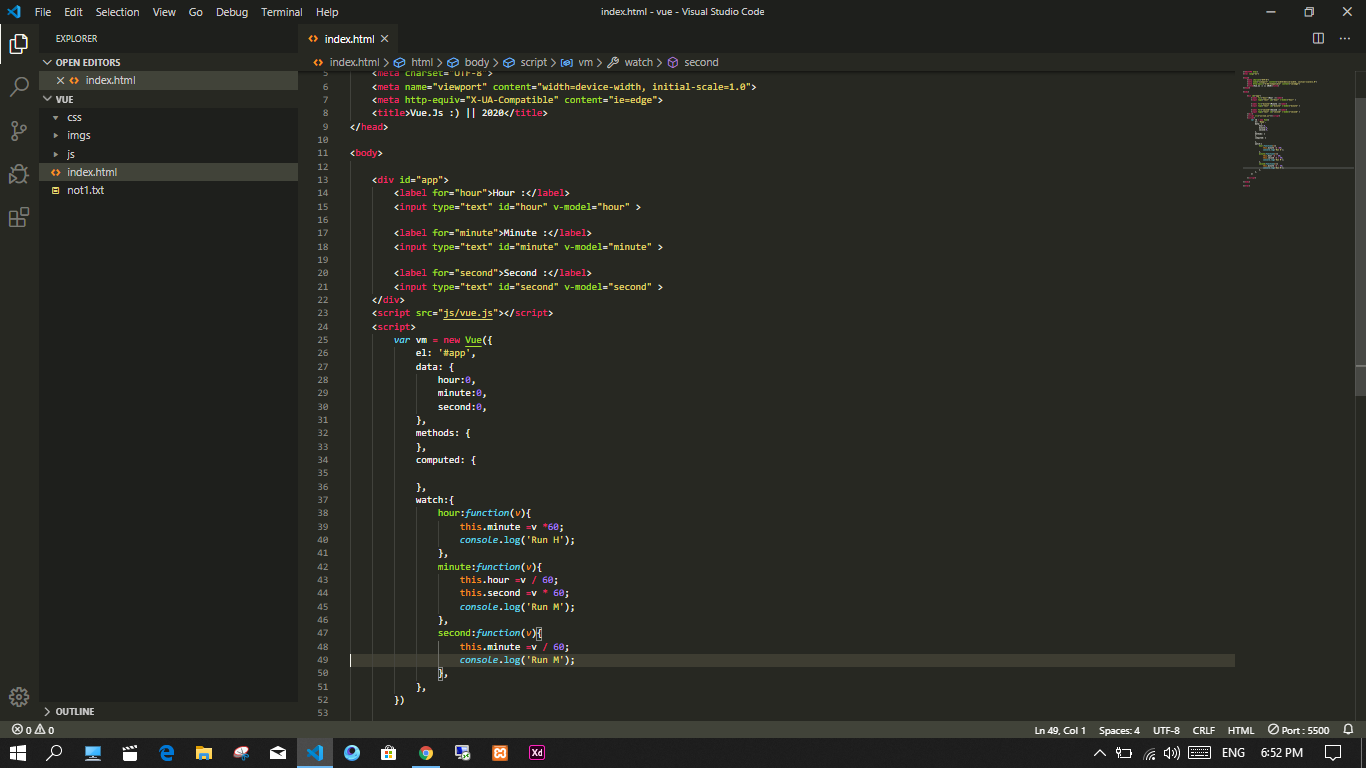 File Edit Selection View Go Debug Terminal Help
index.html - vue - Visual Studio Code
EXPLORER
index.html
OPEN EDITORS
index.html
VUE
css
imgs
js
index.html
not1.txt
OUTLINE
index.html > html > body > script > vm > watch > second
5 <meta charset="UTF-8">
6 <meta name="viewport" content="width=device-width, initial-scale=1.0">
7 <meta http-equiv="X-UA-Compatible" content="ie=edge">
8 <title>Vue.Js :) || 2020</title>
9 </head>
10
11 <body>
12
13 <div id="app">
14 <label for="hour">Hour :</label>
15 <input type="text" id="hour" v-model="hour" >
16
17 <label for="minute">Minute :</label>
18 <input type="text" id="minute" v-model="minute" >
19
20 <label for="second">Second :</label>
21 <input type="text" id="second" v-model="second" >
22 </div>
23 <script src="js/vue.js"></script>
24 <script>
25 var vm = new Vue({
26 el: '#app',
27 data: {
28 hour:0,
29 minute:0,
30 second:0,
31 },
32 methods: {
33 },
34 computed: {
35
36 },
37 watch:{
38 hour:function(v){
39 this.minute =v *60;
40 console.log('Run H');
41 },
42 minute:function(v){
43 this.hour =v / 60;
44 this.second =v * 60;
45 console.log('Run M');
46 },
47 second:function(v){
48 this.minute =v / 60;
49 console.log('Run M');
50 },
51 },
52 })
53
0 0
Ln 49, Col 1 Spaces: 4 UTF-8 CRLF HTML Port : 5500
Xd
ENG 6:52 PM